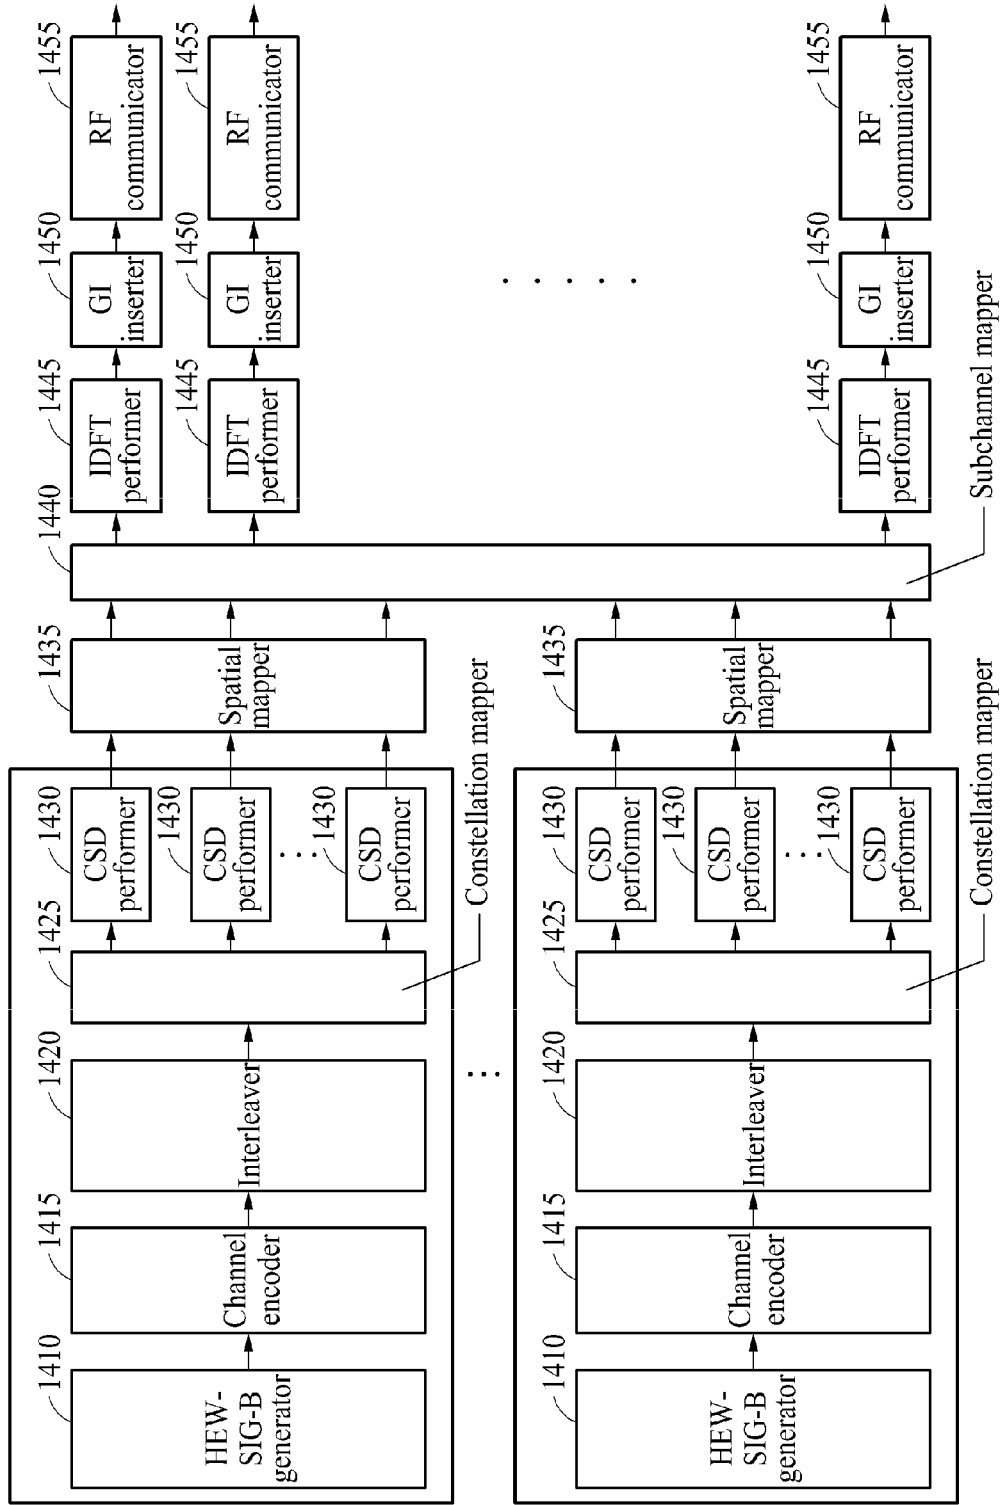 1410
HEW-
SIG-B
generator
1415
Channel
encoder
1420
Interleaver
1425
Constellation mapper
1430
CSD
performer
1430
CSD
performer
1430
CSD
performer
1435
Spatial
mapper
1410
HEW-
SIG-B
generator
1415
Channel
encoder
1420
Interleaver
1425
Constellation mapper
1430
CSD
performer
1430
CSD
performer
1430
CSD
performer
1435
Spatial
mapper
1440
Subchannel mapper
1445
IDFT
performer
1450
GI
inserter
1455
RF
communicator
1445
IDFT
performer
1450
GI
inserter
1455
RF
communicator
1445
IDFT
performer
1450
GI
inserter
1455
RF
communicator